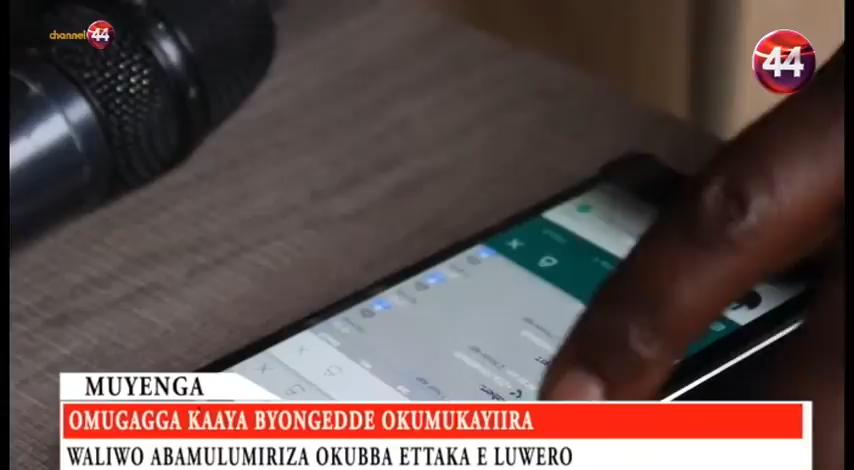 channel 44
44
MUYENGA
OMUGAGGA KAAYA BYONGEDDE OKUMUKAYIIRA
WALIWO ABAMULUMIRIZA OKUBBA ETTAKA E LUWERO